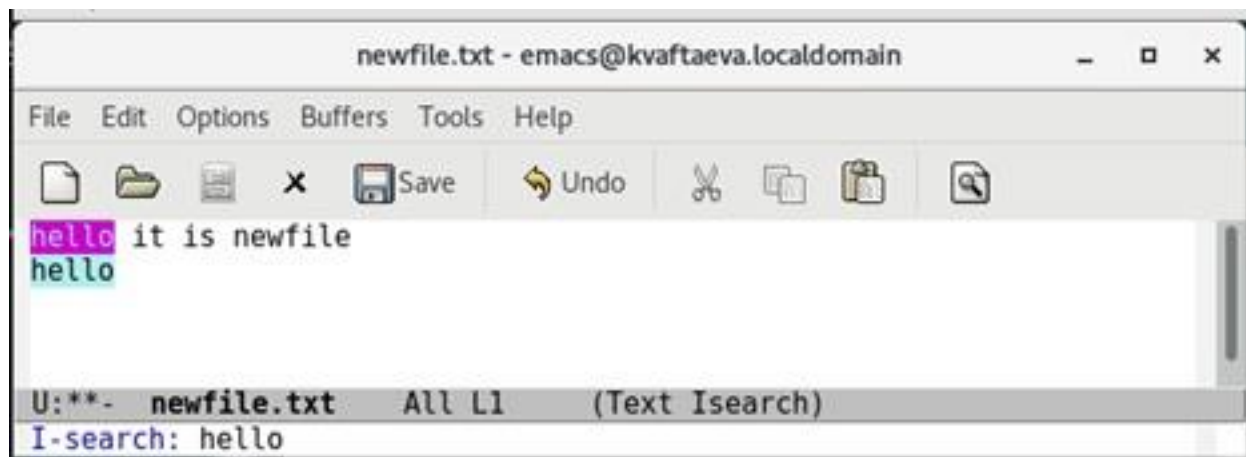 newfile.txt - emacs@kvaftaeva.localdomain
File Edit Options Buffers Tools Help
Save Undo
hello it is newfile
hello
U:**- newfile.txt All L1 (Text Isearch)
I-search: hello